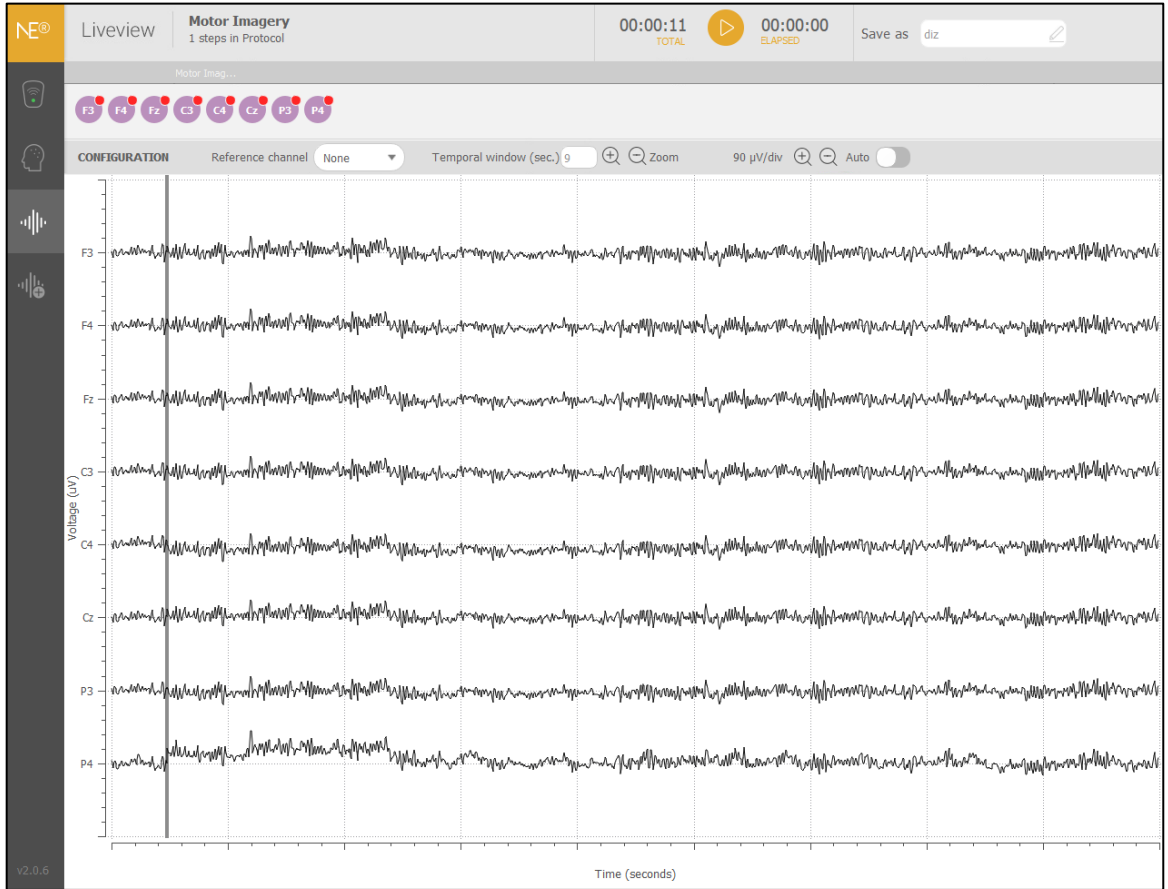 NE®
Liveview
Motor Imagery
1 steps in Protocol
00:00:11
TOTAL
00:00:00
ELAPSED
Save as
diz
Motor Imag...
F3 F4 Fz C3 C4 Cz P3 P4
CONFIGURATION
Reference channel
None
Temporal window (sec.)
9
Zoom
90 µV/div
Auto
F3
F4
Fz
C3
C4
Cz
P3
P4
Voltage (uV)
Time (seconds)
v2.0.6